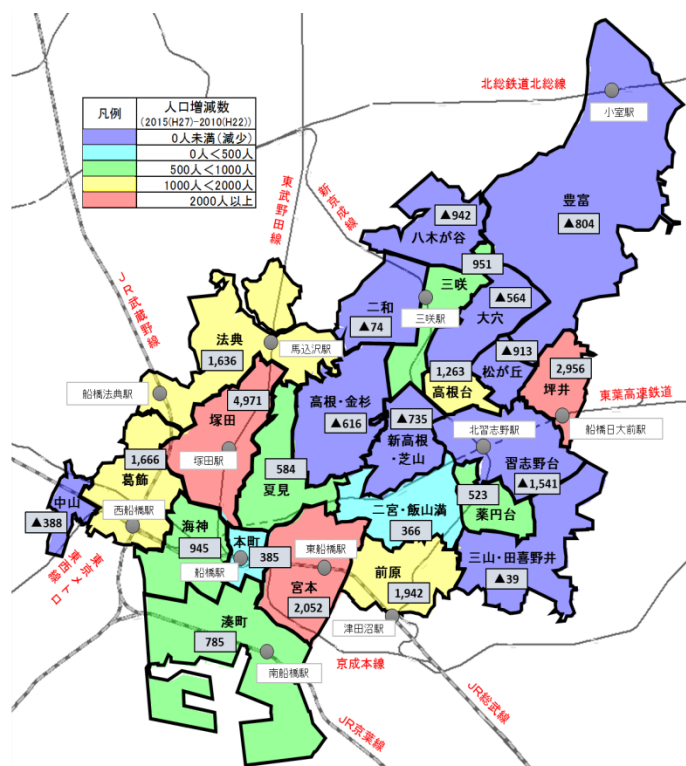 凡例
人口増減数
(2015(H27)-2010(H22))
0人未満(減少)
0人<500人
500人<1000人
1000人<2000人
2000人以上
北総鉄道北総線
小室駅
東武野田線
新京成線
JR武蔵野線
豊富
▲804
▲942
八木が谷
951
三咲
三咲駅
▲564
大穴
二和
▲74
法典
1,636
馬込沢駅
船橋法典駅
▲913
松が丘
1,263
高根台
2,956
坪井
東葉高速鉄道
船橋日大前駅
4,971
塚田
塚田駅
高根・金杉
▲616
▲735
新高根
・芝山
北習志野駅
習志野台
▲1,541
1,666
葛飾
西船橋駅
中山
▲388
東京メトロ
東西線
584
夏見
523
薬円台
二宮・飯山満
366
海神
945
船橋駅
本町
385
東船橋駅
宮本
2,052
前原
1,942
三山・田喜野井
▲39
津田沼駅
湊町
785
南船橋駅
京成本線
JR総武線
JR京葉線